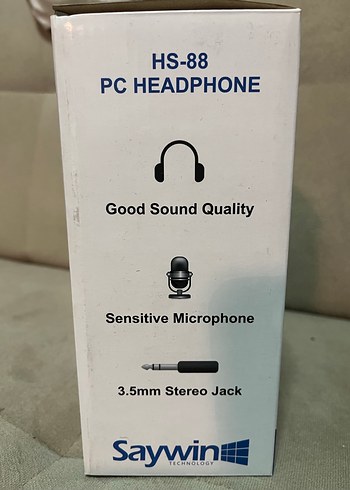 HS-88
PC HEADPHONE
Good Sound Quality
Sensitive Microphone
3.5mm Stereo Jack
Saywin
TECHNOLOGY